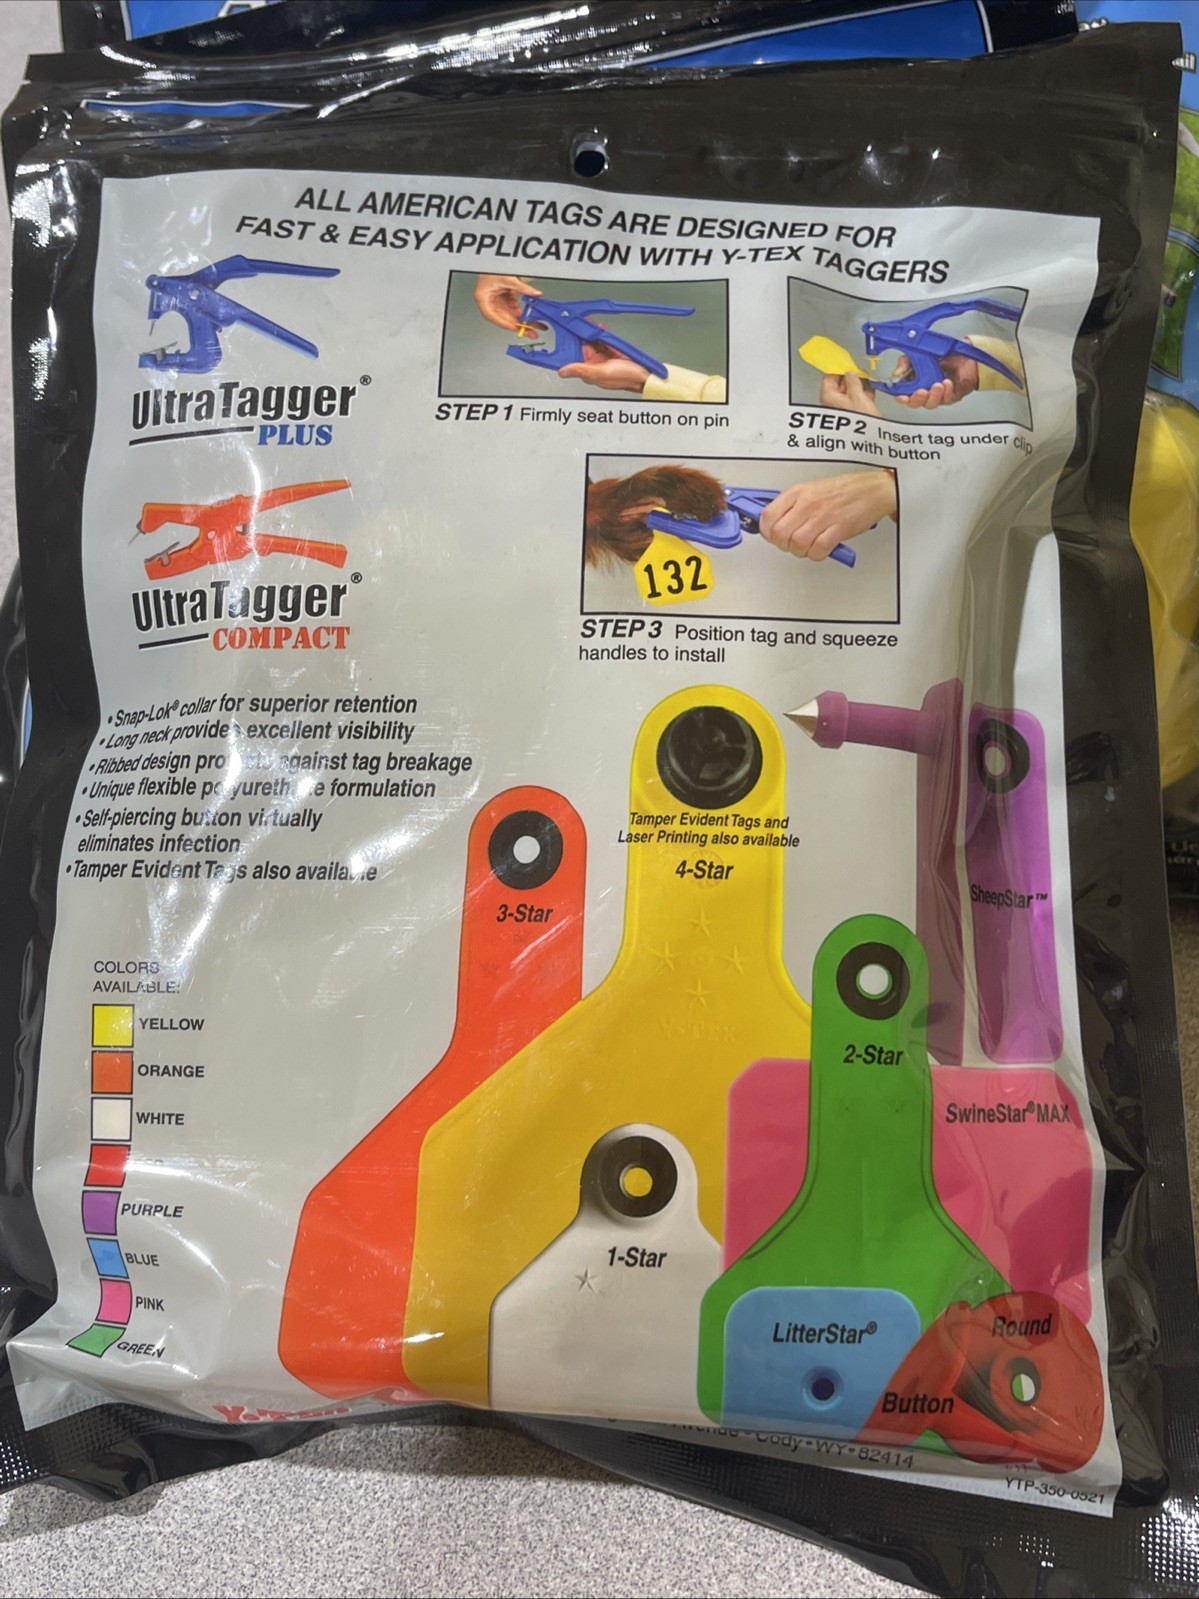 ALL AMERICAN TAGS ARE DESIGNED FOR
FAST & EASY APPLICATION WITH Y-TEX TAGGERS
UltraTagger®
PLUS
STEP 1 Firmly seat button on pin
STEP 2 Insert tag under clip
& align with button
UltraTagger®
COMPACT
132
STEP 3 Position tag and squeeze
handles to install
• Snap-Lok® collar for superior retention
• Long neck provides excellent visibility
• Ribbed design against tag breakage
• Unique flexible formulation
• Self-piercing button virtually
eliminates infection
• Tamper Evident Tags also available
Tamper Evident Tags and
Laser Printing also available
4-Star
3-Star
SheepStar™
2-Star
SwineStar® MAX
1-Star
LitterStar®
Round
Button
COLORS
AVAILABLE:
YELLOW
ORANGE
WHITE
PURPLE
BLUE
PINK
GREEN
Cody • WY • 82414
YTP-350-0521